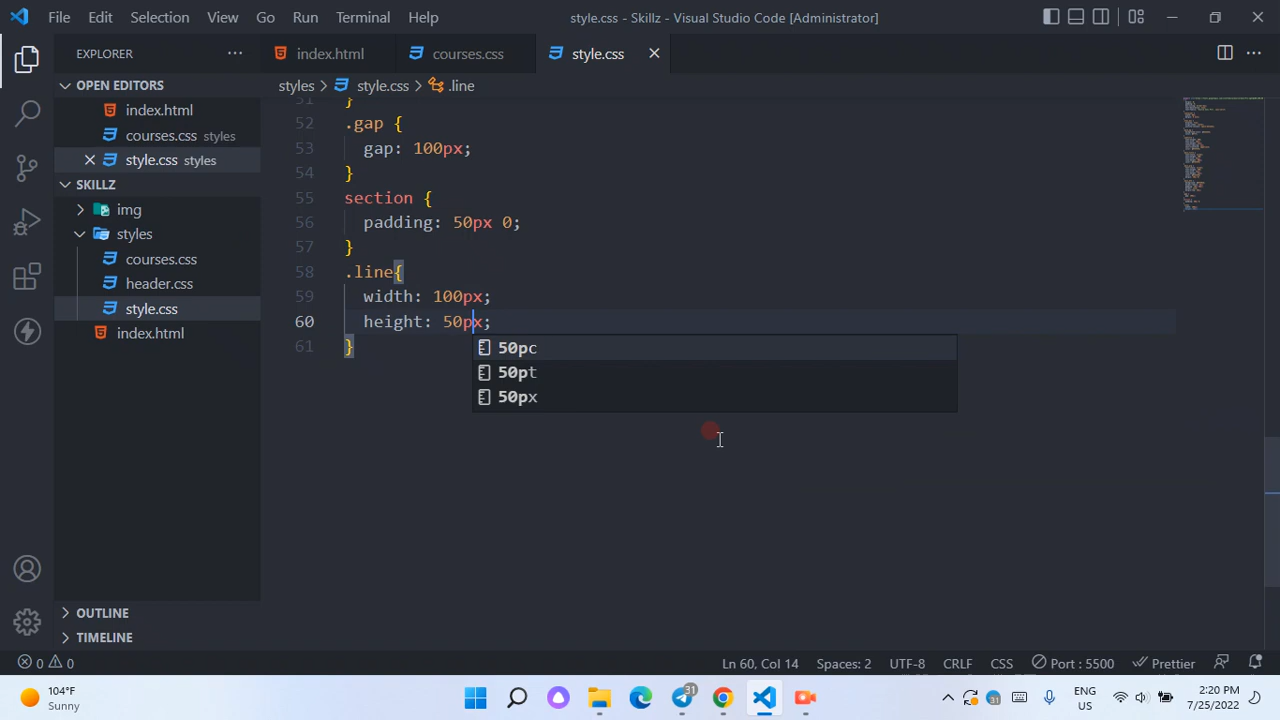 File Edit Selection View Go Run Terminal Help
style.css - Skillz - Visual Studio Code [Administrator]
EXPLORER
index.html
courses.css
style.css
OPEN EDITORS
styles > style.css > .line
index.html
courses.css styles
style.css styles
SKILLZ
img
styles
courses.css
header.css
style.css
index.html
OUTLINE
TIMELINE
51 }
52 .gap {
53 gap: 100px;
54 }
55 section {
56 padding: 50px 0;
57 }
58 .line{
59 width: 100px;
60 height: 50px;
61 }
50pc
50pt
50px
0 0
Ln 60, Col 14
Spaces: 2
UTF-8
CRLF
CSS
Port : 5500
Prettier
104°F
Sunny
31
31
ENG
US
2:20 PM
7/25/2022